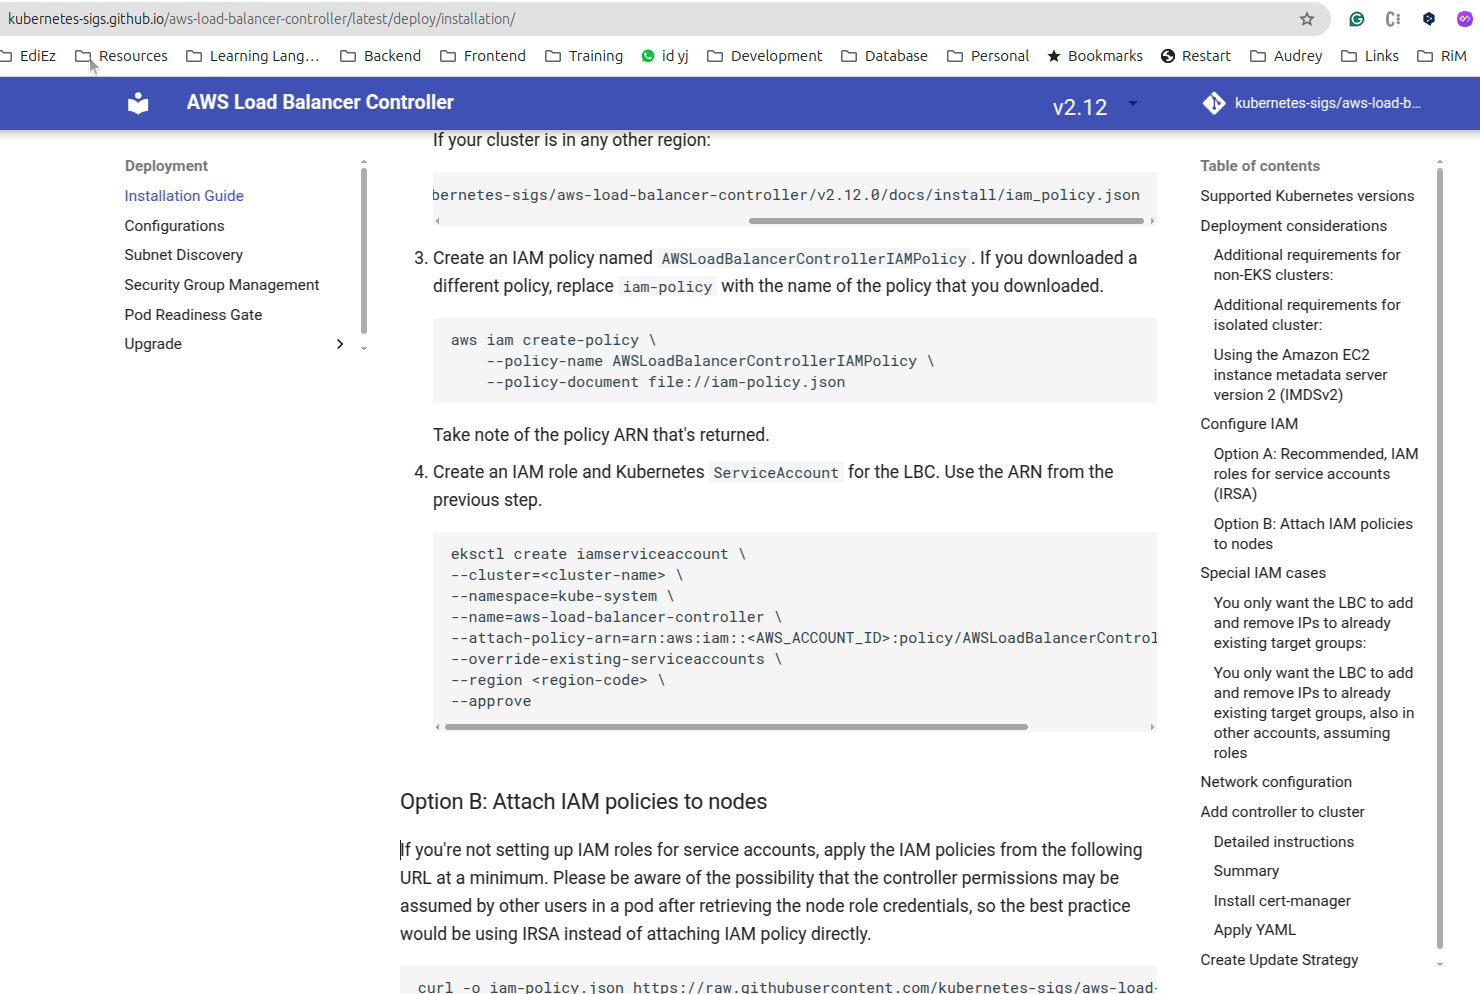 kubernetes-sigs.github.io/aws-load-balancer-controller/latest/deploy/installation/
EdiEz
Resources
Learning Lang...
Backend
Frontend
Training
id yj
Development
Database
Personal
Bookmarks
Restart
Audrey
Links
RiM
AWS Load Balancer Controller
v2.12
kubernetes-sigs/aws-load-b...
Deployment
Installation Guide
Configurations
Subnet Discovery
Security Group Management
Pod Readiness Gate
Upgrade
If your cluster is in any other region:
bernetes-sigs/aws-load-balancer-controller/v2.12.0/docs/install/iam_policy.json
3. Create an IAM policy named AWSLoadBalancerControllerIAMPolicy. If you downloaded a
different policy, replace iam-policy with the name of the policy that you downloaded.
aws iam create-policy \
--policy-name AWSLoadBalancerControllerIAMPolicy \
--policy-document file://iam-policy.json
Take note of the policy ARN that's returned.
4. Create an IAM role and Kubernetes ServiceAccount for the LBC. Use the ARN from the
previous step.
eksctl create iamserviceaccount \
--cluster=<cluster-name> \
--namespace=kube-system \
--name=aws-load-balancer-controller \
--attach-policy-arn=arn:aws:iam::<AWS_ACCOUNT_ID>:policy/AWSLoadBalancerControl
--override-existing-serviceaccounts \
--region <region-code> \
--approve
Option B: Attach IAM policies to nodes
If you're not setting up IAM roles for service accounts, apply the IAM policies from the following
URL at a minimum. Please be aware of the possibility that the controller permissions may be
assumed by other users in a pod after retrieving the node role credentials, so the best practice
would be using IRSA instead of attaching IAM policy directly.
curl -o iam-policy.json https://raw.githubusercontent.com/kubernetes-sigs/aws-load-
Table of contents
Supported Kubernetes versions
Deployment considerations
Additional requirements for
non-EKS clusters:
Additional requirements for
isolated cluster:
Using the Amazon EC2
instance metadata server
version 2 (IMDSv2)
Configure IAM
Option A: Recommended, IAM
roles for service accounts
(IRSA)
Option B: Attach IAM policies
to nodes
Special IAM cases
You only want the LBC to add
and remove IPs to already
existing target groups:
You only want the LBC to add
and remove IPs to already
existing target groups, also in
other accounts, assuming
roles
Network configuration
Add controller to cluster
Detailed instructions
Summary
Install cert-manager
Apply YAML
Create Update Strategy